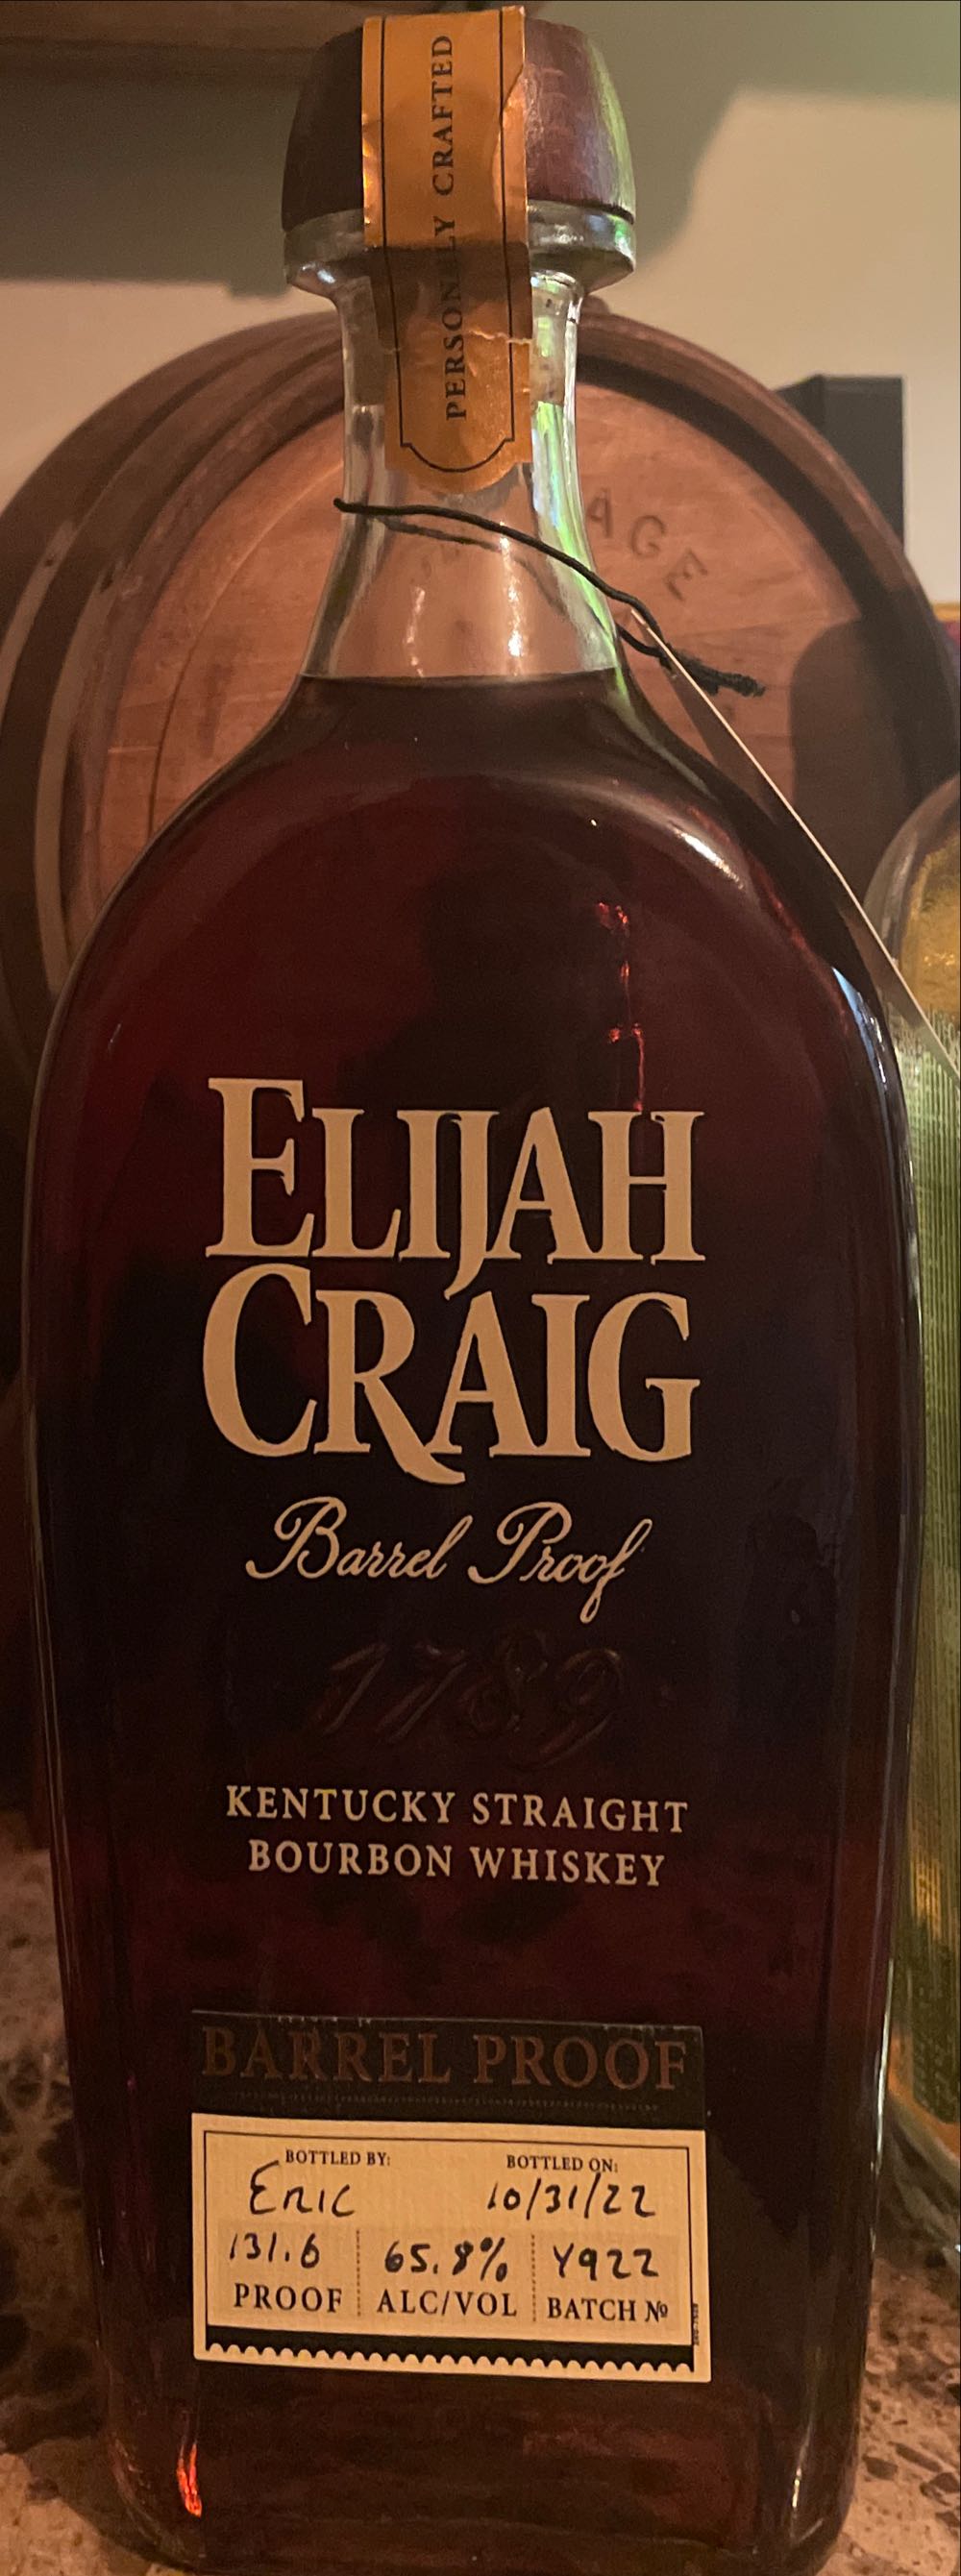 PERSONALLY CRAFTED
AGE
ELIJAH
CRAIG
Barrel Proof
1789
KENTUCKY STRAIGHT
BOURBON WHISKEY
BARREL PROOF
BOTTLED BY: BOTTLED ON:
ERIC 10/31/22
131.6 65.8% Y922
PROOF ALC/VOL BATCH Nº